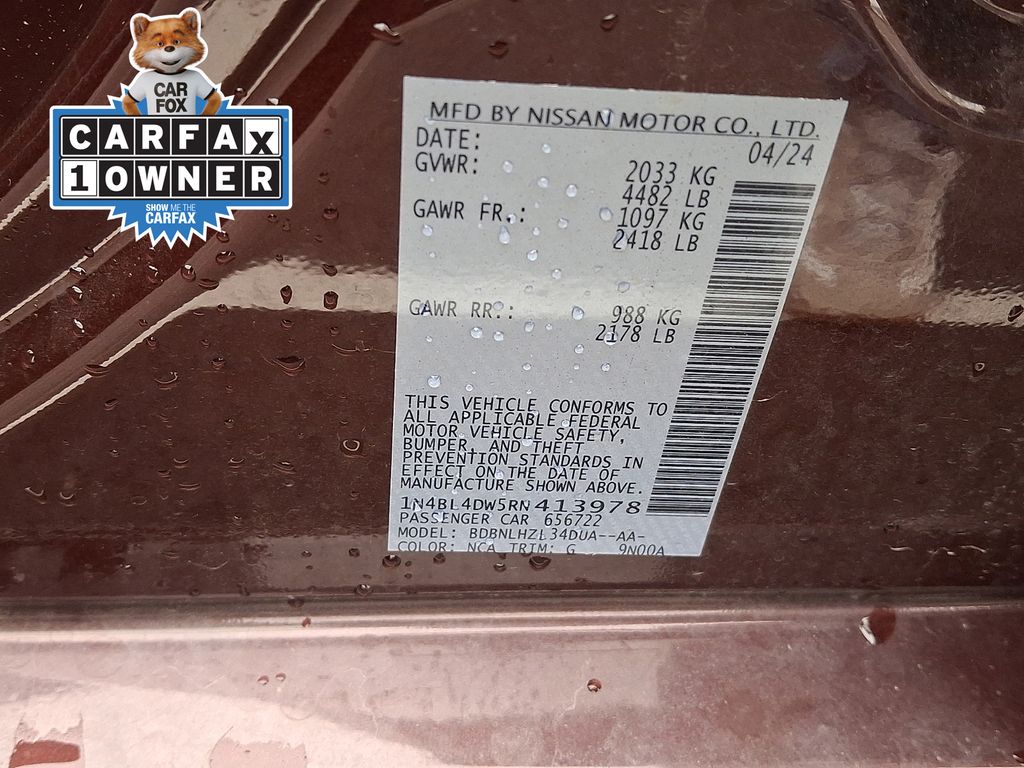 CAR
FOX
CARFAX
1 OWNER
SHOW ME THE
CARFAX
MFD BY NISSAN MOTOR CO., LTD.
DATE: 04/24
GVWR: 2033 KG
4482 LB
GAWR FR.: 1097 KG
2418 LB
GAWR RR.: 988 KG
2178 LB
THIS VEHICLE CONFORMS TO
ALL APPLICABLE FEDERAL
MOTOR VEHICLE SAFETY,
BUMPER, AND THEFT
PREVENTION STANDARDS IN
EFFECT ON THE DATE OF
MANUFACTURE SHOWN ABOVE.
1N4BL4DW5RN413978
PASSENGER CAR 656722
MODEL: BDBNLHZL34DUA--AA-
COLOR: NCA TRIM: G 9N00A